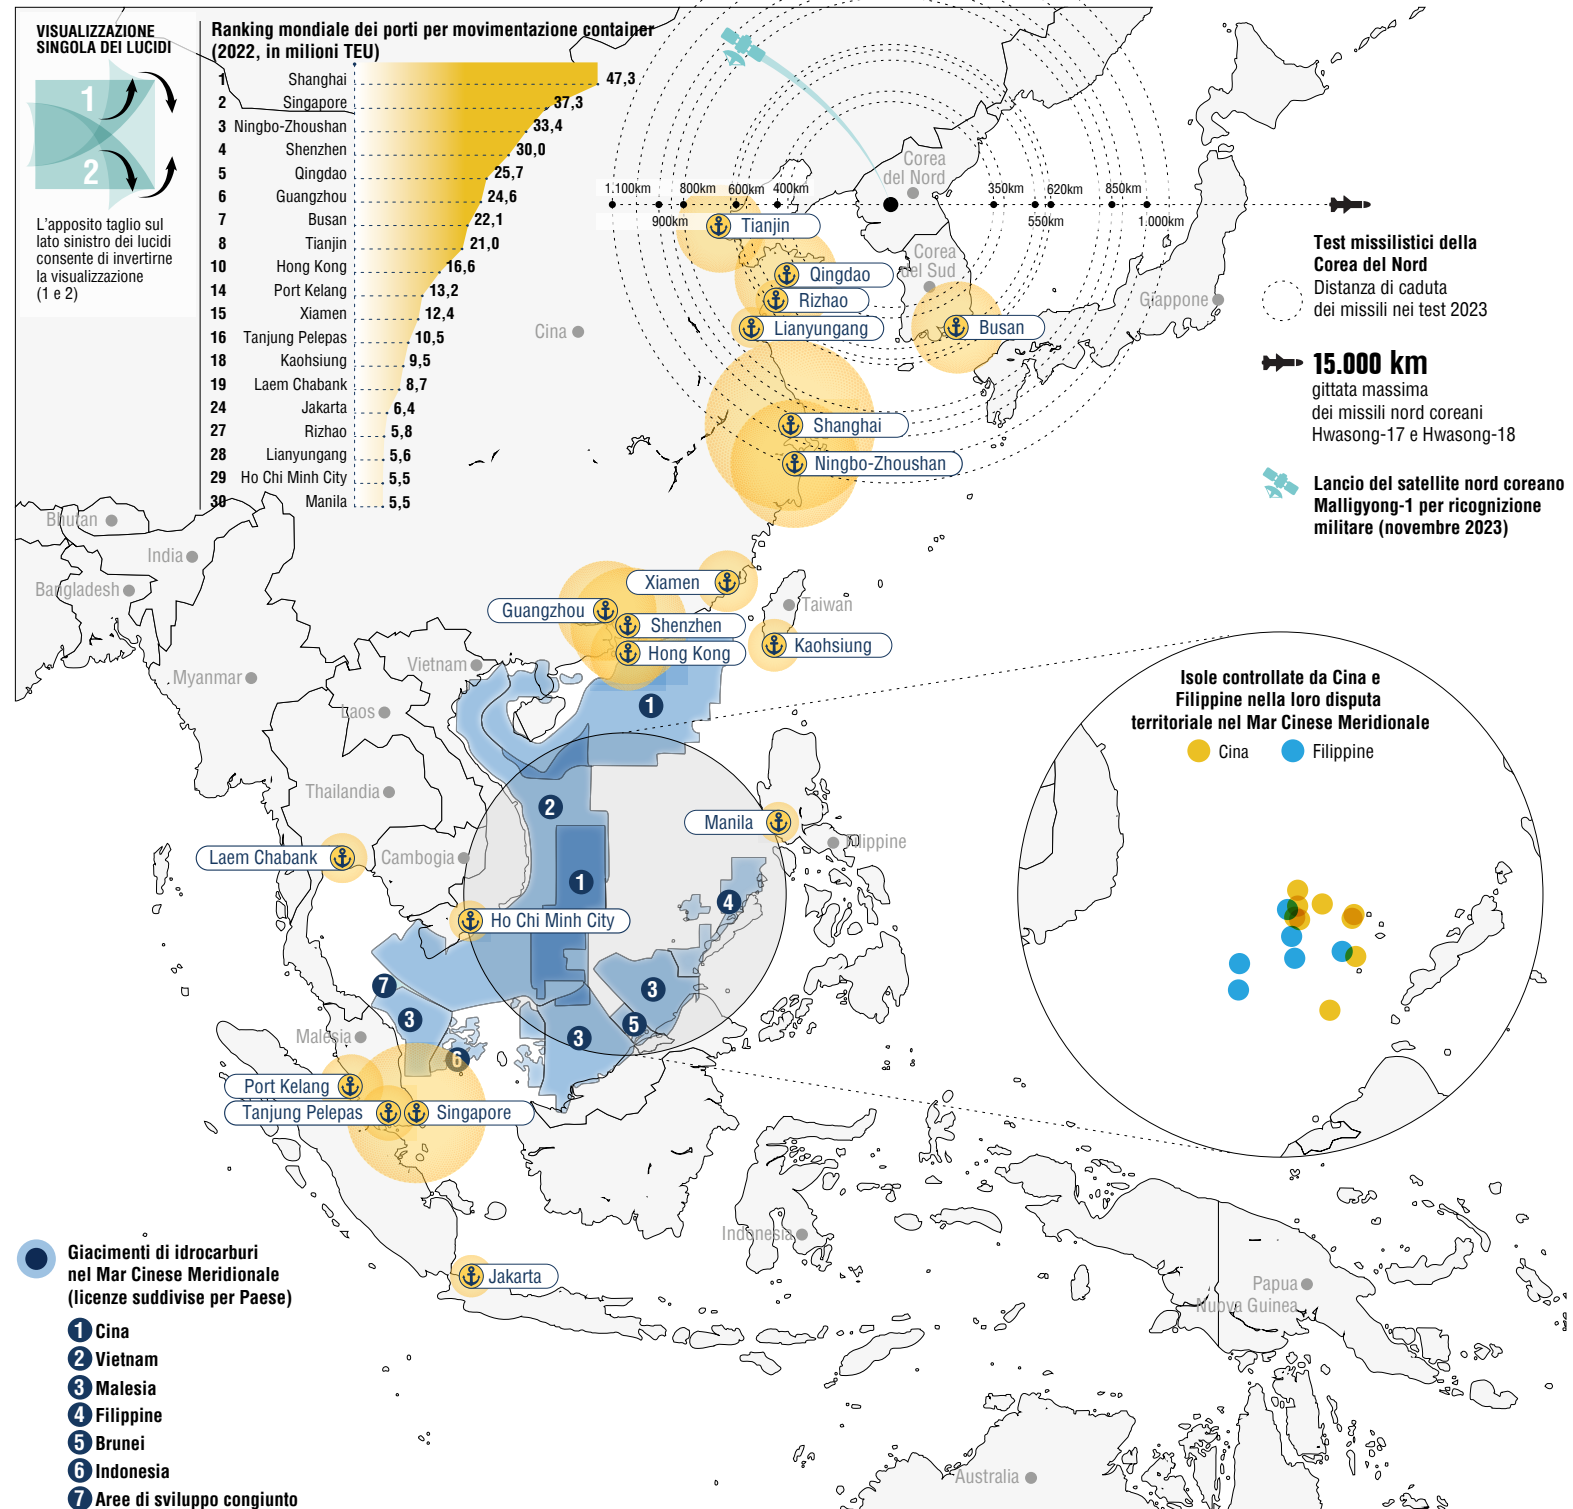 VISUALIZZAZIONE
SINGOLA DEI LUCIDI
1
2
L'apposito taglio sul
lato sinistro dei lucidi
consente di invertirne
la visualizzazione
(1 e 2)
Ranking mondiale dei porti per movimentazione container
(2022, in milioni TEU)
1 Shanghai 47,3
2 Singapore 37,3
3 Ningbo-Zhoushan 33,4
4 Shenzhen 30,0
5 Qingdao 25,7
6 Guangzhou 24,6
7 Busan 22,1
8 Tianjin 21,0
10 Hong Kong 16,6
14 Port Kelang 13,2
15 Xiamen 12,4
16 Tanjung Pelepas 10,5
18 Kaohsiung 9,5
19 Laem Chabank 8,7
24 Jakarta 6,4
27 Rizhao 5,8
28 Lianyungang 5,6
29 Ho Chi Minh City 5,5
30 Manila 5,5
1.100km
900km
800km
600km
400km
350km
550km
620km
850km
1.000km
Corea
del Nord
Corea
del Sud
Giappone
Cina
Tianjin
Qingdao
Rizhao
Lianyungang
Busan
Shanghai
Ningbo-Zhoushan
Test missilistici della
Corea del Nord
Distanza di caduta
dei missili nei test 2023
15.000 km
gittata massima
dei missili nord coreani
Hwasong-17 e Hwasong-18
Lancio del satellite nord coreano
Malligyong-1 per ricognizione
militare (novembre 2023)
Bhutan
India
Bangladesh
Myanmar
Vietnam
Laos
Thailandia
Cambogia
Taiwan
Filippine
Malesia
Indonesia
Papua
Nuova Guinea
Australia
Xiamen
Guangzhou
Shenzhen
Hong Kong
Kaohsiung
Manila
Laem Chabank
Ho Chi Minh City
Port Kelang
Tanjung Pelepas
Singapore
Jakarta
1
2
1
4
3
7
3
3
5
6
Isole controllate da Cina e
Filippine nella loro disputa
territoriale nel Mar Cinese Meridionale
Cina
Filippine
Giacimenti di idrocarburi
nel Mar Cinese Meridionale
(licenze suddivise per Paese)
1 Cina
2 Vietnam
3 Malesia
4 Filippine
5 Brunei
6 Indonesia
7 Aree di sviluppo congiunto